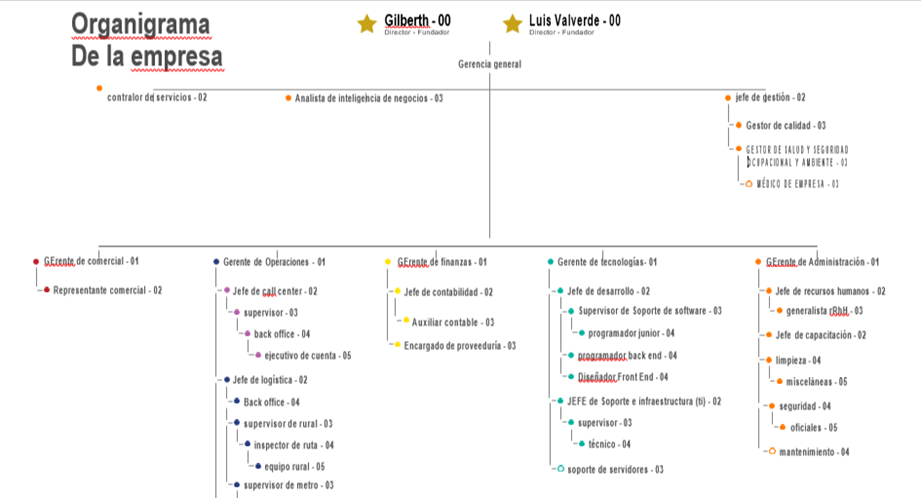 Organigrama
De la empresa
Gilberth - 00
Director - Fundador
Luis Valverde - 00
Director - Fundador
Gerencia general
contralor de servicios - 02
Analista de inteligencia de negocios - 03
jefe de gestión - 02
Gestor de calidad - 03
GESTOR DE SALUD Y SEGURIDAD
OCUPACIONAL Y AMBIENTE - 03
MÉDICO DE EMPRESA - 03
GErente de comercial - 01
Representante comercial - 02
Gerente de Operaciones - 01
Jefe de call center - 02
supervisor - 03
back office - 04
ejecutivo de cuenta - 05
Jefe de logística - 02
Back office - 04
supervisor de rural - 03
inspector de ruta - 04
equipo rural - 05
supervisor de metro - 03
GErente de finanzas - 01
Jefe de contabilidad - 02
Auxiliar contable - 03
Encargado de proveeduría - 03
Gerente de tecnologías- 01
Jefe de desarrollo - 02
Supervisor de Soporte de software - 03
programador junior - 04
programador back end - 04
Diseñador Front End - 04
JEFE de Soporte e infraestructura (ti) - 02
supervisor - 03
técnico - 04
soporte de servidores - 03
GErente de Administración - 01
Jefe de recursos humanos - 02
generalista rRhH - 03
Jefe de capacitación - 02
limpieza - 04
misceláneas - 05
seguridad - 04
oficiales - 05
mantenimiento - 04